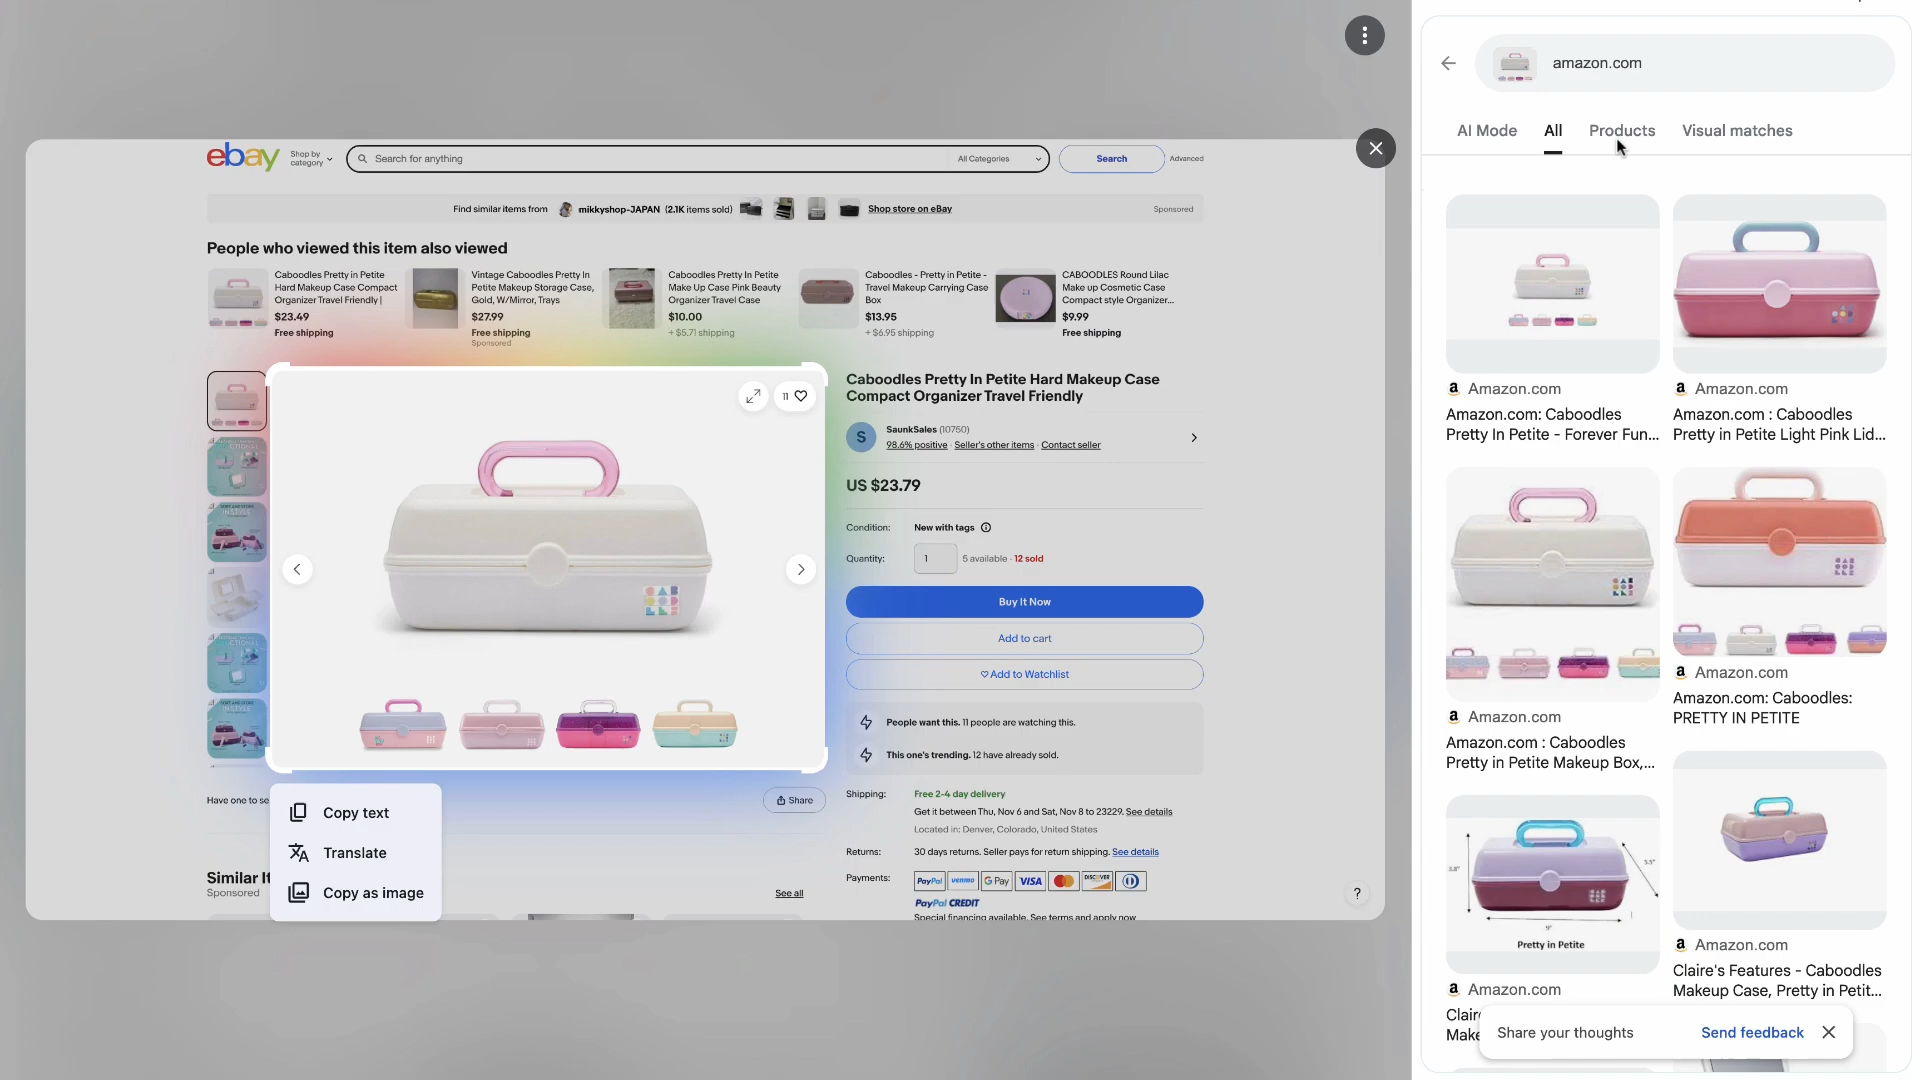 ebay
Shop by
category
Search for anything
All Categories
Search
Advanced
Find similar items from
mikkyshop-JAPAN (2.1K items sold)
Shop store on eBay
Sponsored
People who viewed this item also viewed
Caboodles Pretty in Petite
Hard Makeup Case Compact
Organizer Travel Friendly |
$23.49
Free shipping
Vintage Caboodles Pretty In
Petite Makeup Storage Case,
Gold, W/Mirror, Trays
$27.99
Free shipping
Sponsored
Caboodles Pretty In Petite
Make Up Case Pink Beauty
Organizer Travel Case
$10.00
+ $5.71 shipping
Caboodles - Pretty in Petite -
Travel Makeup Carrying Case
Box
$13.95
+ $6.95 shipping
CABOODLES Round Lilac
Make up Cosmetic Case
Compact style Organizer...
$9.99
Free shipping
11
Caboodles Pretty In Petite Hard Makeup Case
Compact Organizer Travel Friendly
S
SaunkSales (10750)
98.6% positive · Seller's other items · Contact seller
US $23.79
Condition:
New with tags
Quantity:
1
5 available · 12 sold
Buy It Now
Add to cart
Add to Watchlist
People want this. 11 people are watching this.
This one's trending. 12 have already sold.
Have one to se
Share
Shipping:
Free 2-4 day delivery
Get it between Thu, Nov 6 and Sat, Nov 8 to 23229. See details
Located in: Denver, Colorado, United States
Returns:
30 days returns. Seller pays for return shipping. See details
Payments:
PayPal
venmo
G Pay
VISA
DISCOVER
PayPal CREDIT
Special financing available. See terms and apply now
Copy text
Translate
Copy as image
Similar It
Sponsored
See all
?
amazon.com
AI Mode
All
Products
Visual matches
Amazon.com
Amazon.com: Caboodles
Pretty In Petite - Forever Fun...
Amazon.com
Amazon.com : Caboodles
Pretty in Petite Light Pink Lid...
Amazon.com
Amazon.com : Caboodles
Pretty in Petite Makeup Box,...
Amazon.com
Amazon.com: Caboodles:
PRETTY IN PETITE
3.8"
5.5"
9"
Pretty in Petite
Amazon.com
Clair
Make
Amazon.com
Claire's Features - Caboodles
Makeup Case, Pretty in Petit...
Share your thoughts
Send feedback